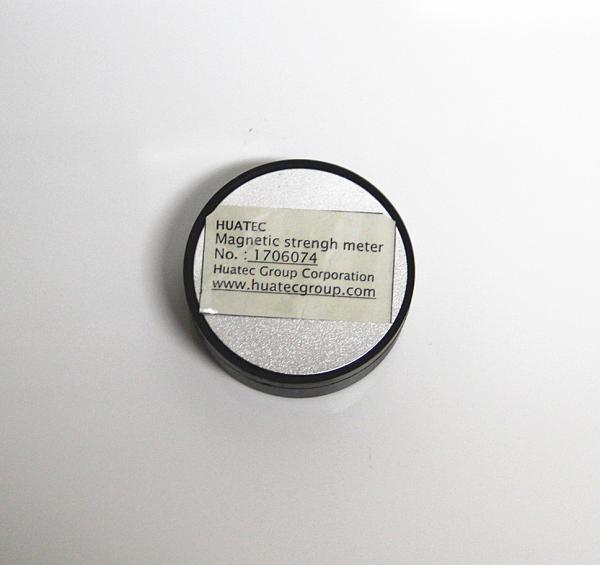 HUATEC
Magnetic strengh meter
No. : 1706074
Huatec Group Corporation
www.huatecgroup.com